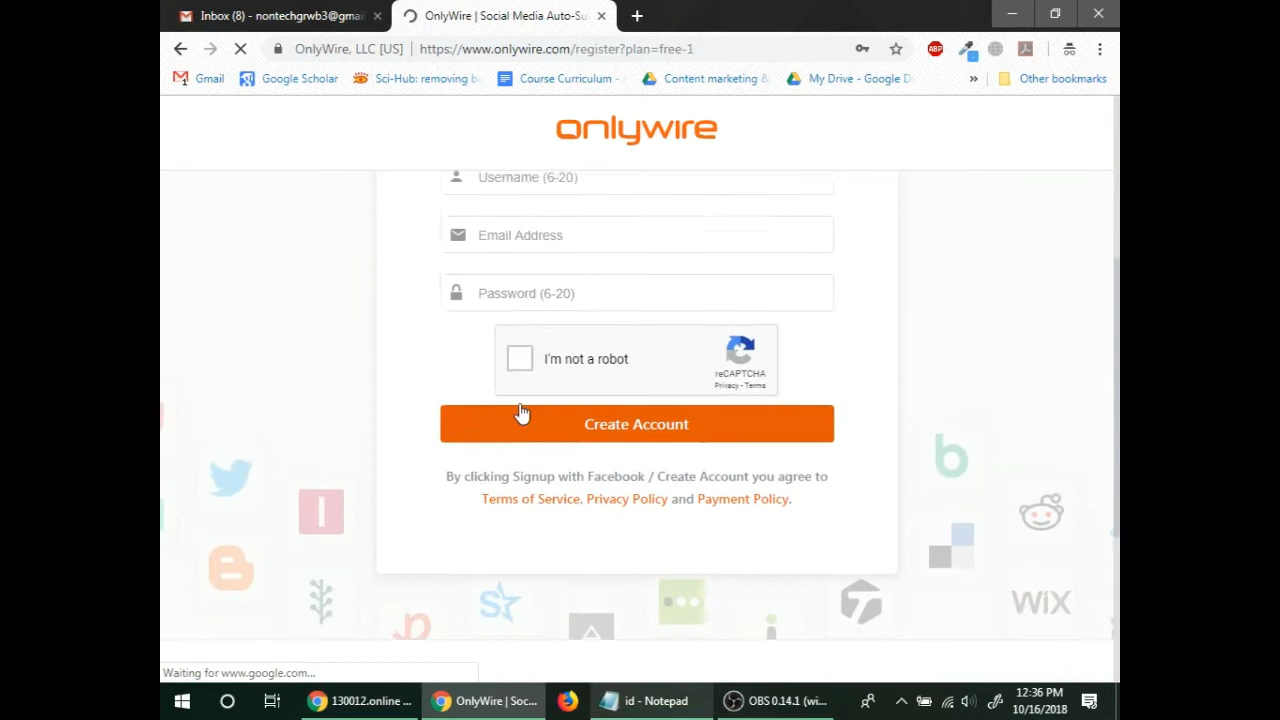 Inbox (8) - nontechgrwb3@gmai
OnlyWire | Social Media Auto-Su
OnlyWire, LLC [US]
https://www.onlywire.com/register?plan=free-1
ABP
Gmail
Google Scholar
Sci-Hub: removing ba
Course Curriculum -
Content marketing &
My Drive - Google D
»
Other bookmarks
onlywire
Username (6-20)
Email Address
Password (6-20)
I'm not a robot
reCAPTCHA
Privacy - Terms
Create Account
By clicking Signup with Facebook / Create Account you agree to
Terms of Service, Privacy Policy and Payment Policy.
WiX
Waiting for www.google.com...
130012.online ...
OnlyWire | Soc...
id - Notepad
OBS 0.14.1 (wi...
12:36 PM
10/16/2018